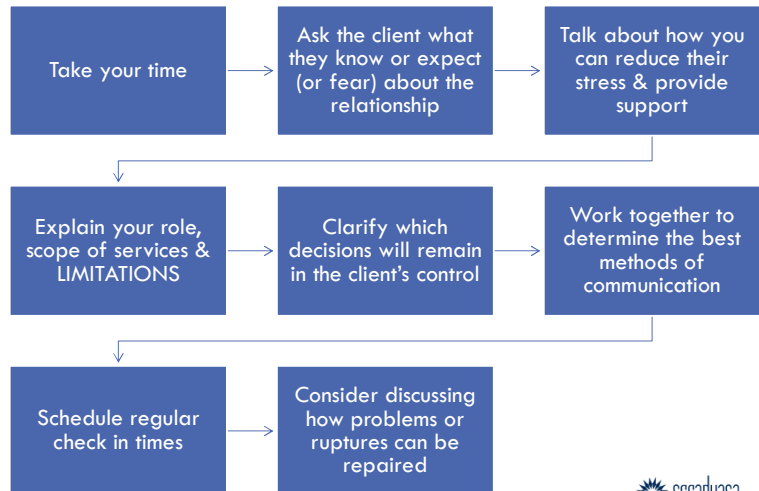 Take your time
Ask the client what
they know or expect
(or fear) about the
relationship
Talk about how you
can reduce their
stress & provide
support
Explain your role,
scope of services &
LIMITATIONS
Clarify which
decisions will remain
in the client's control
Work together to
determine the best
methods of
communication
Schedule regular
check in times
Consider discussing
how problems or
ruptures can be
repaired